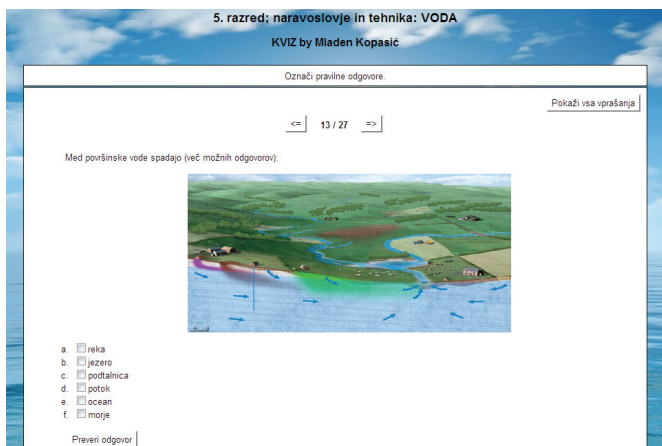 5. razred; naravoslovje in tehnika: VODA
KVIZ by Mladen Kopasić
Označi pravilne odgovore.
Pokaži vsa vprašanja
<= 13 / 27 =>
Med površinske vode spadajo (več možnih odgovorov):
a. reka
b. jezero
c. podtalnica
d. potok
e. ocean
f. morje
Preveri odgovor